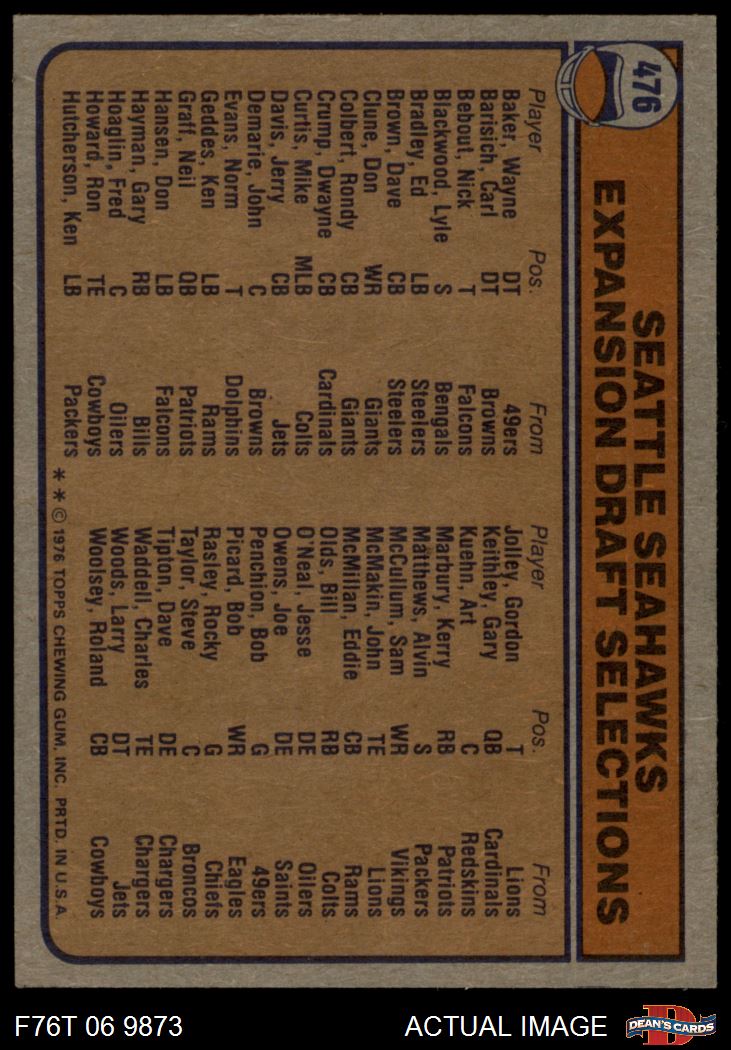 476
SEATTLE SEAHAWKS
EXPANSION DRAFT SELECTIONS
Player Pos. From
Baker, Wayne DT 49ers
Barisich, Carl DT Browns
Bebout, Nick T Falcons
Blackwood, Lyle S Bengals
Bradley, Ed LB Steelers
Brown, Dave CB Steelers
Clune, Don WR Giants
Colbert, Rondy CB Giants
Crump, Dwayne CB Cardinals
Curtis, Mike MLB Colts
Davis, Jerry CB Jets
Demarie, John C Browns
Evans, Norm T Dolphins
Geddes, Ken LB Rams
Graff, Neil QB Patriots
Hansen, Don LB Falcons
Hayman, Gary RB Bills
Hoaglin, Fred C Oilers
Howard, Ron TE Cowboys
Hutcherson, Ken LB Packers
Player Pos. From
Jolley, Gordon T Lions
Keithley, Gary QB Cardinals
Kuehn, Art C Redskins
Marbury, Kerry RB Patriots
Matthews, Alvin S Packers
McCullum, Sam WR Vikings
McMakin, John TE Lions
McMillan, Eddie CB Rams
Olds, Bill RB Colts
O'Neal, Jesse DE Oilers
Owens, Joe DE Saints
Penchion, Bob G 49ers
Picard, Bob WR Eagles
Rasley, Rocky G Chiefs
Taylor, Steve C Broncos
Tipton, Dave DE Chargers
Waddell, Charles TE Chargers
Woods, Larry DT Jets
Woolsey, Roland CB Cowboys
* * © 1976 TOPPS CHEWING GUM, INC. PRTD. IN U.S.A.
F76T 06 9873
ACTUAL IMAGE
D
DEAN'S CARDS